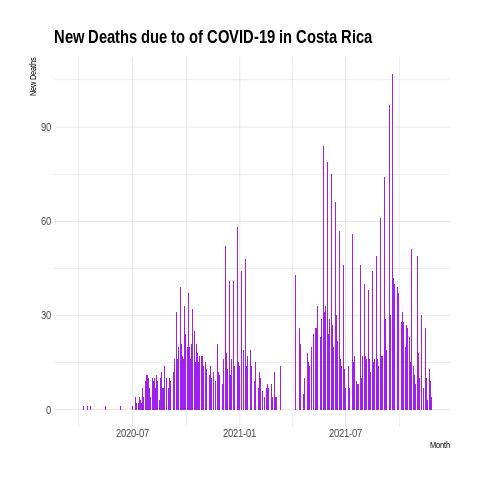 New Deaths due to of COVID-19 in Costa Rica
New Deaths
90
60
30
0
2020-07
2021-01
2021-07
Month